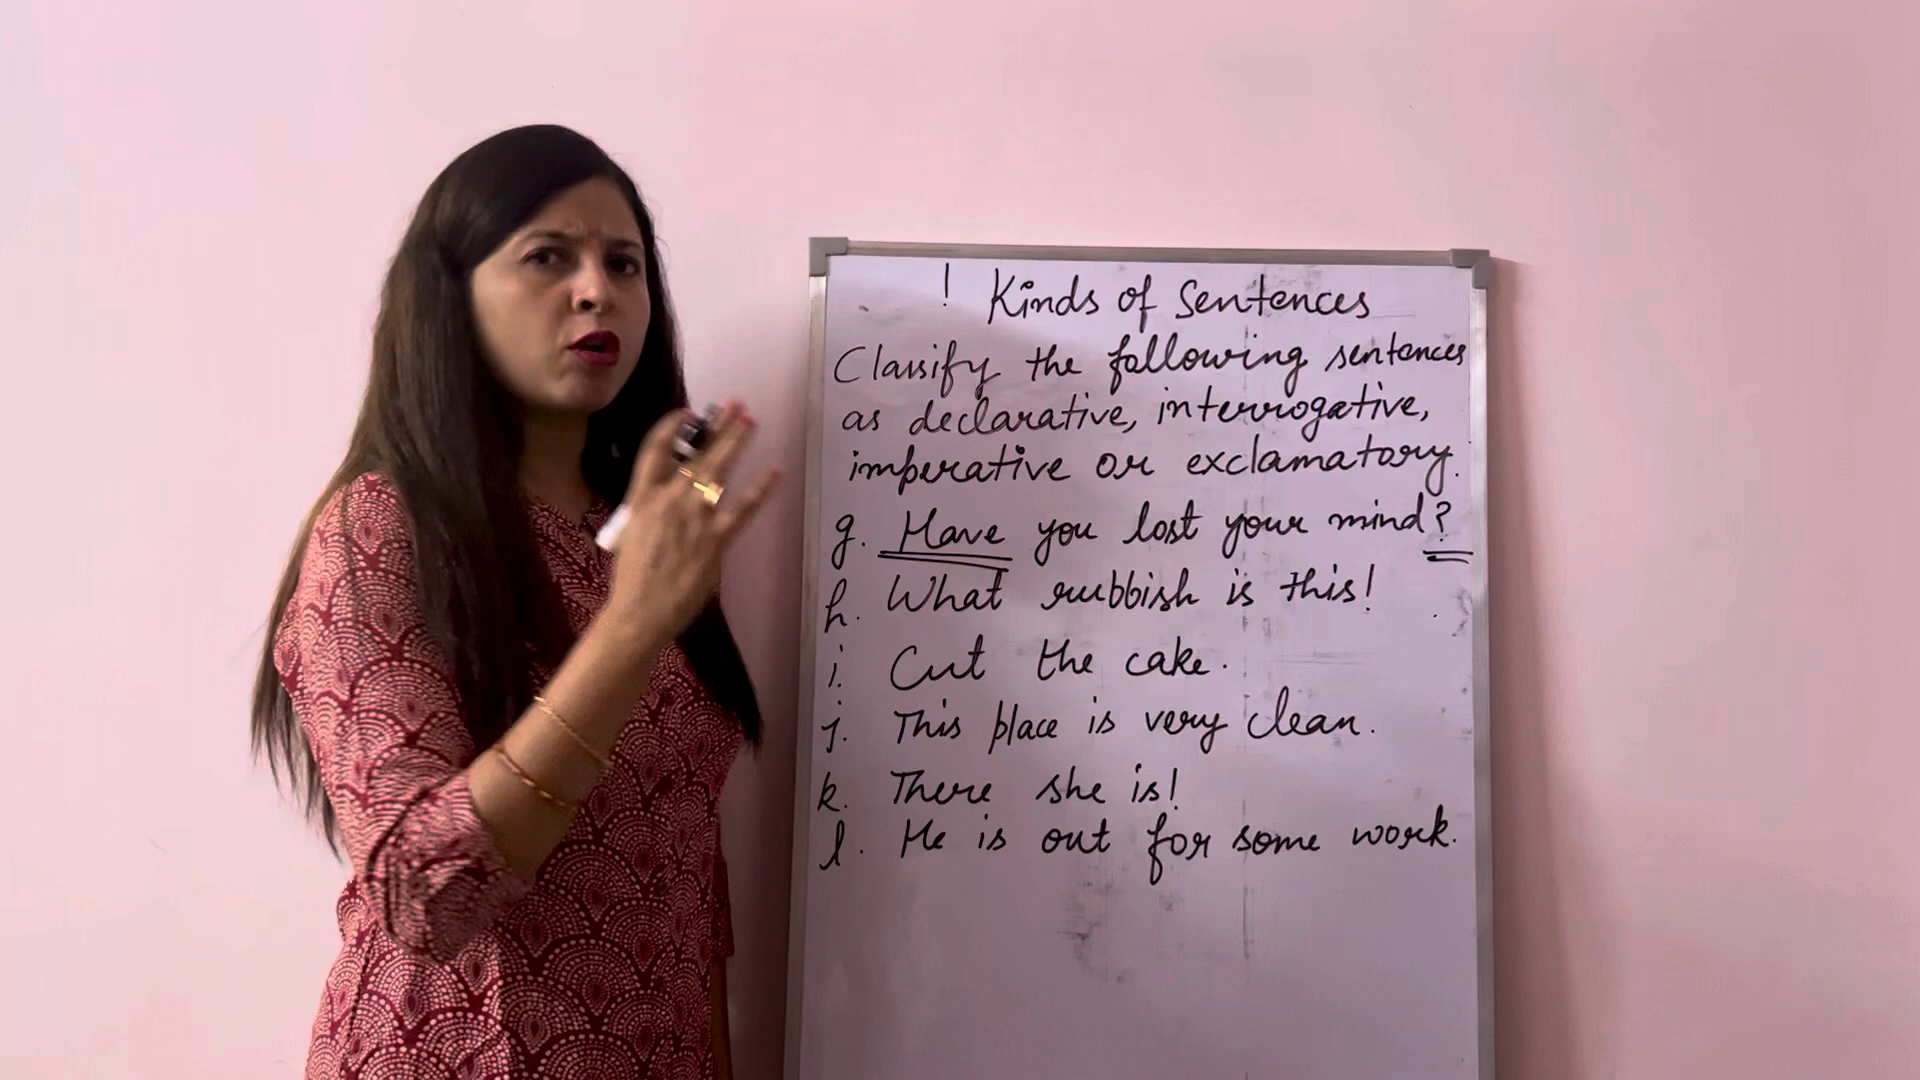 ! Kinds of Sentences
Classify the following sentences
as declarative, interrogative,
imperative or exclamatory.
g. Have you lost your mind?
h. What rubbish is this!
i. Cut the cake.
j. This place is very clean.
k. There she is!
l. He is out for some work.